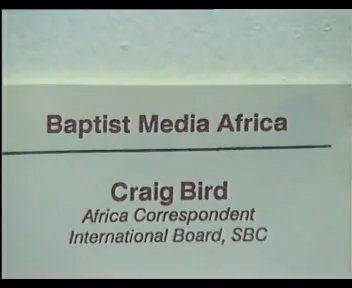 Baptist Media Africa
Craig Bird
Africa Correspondent
International Board, SBC